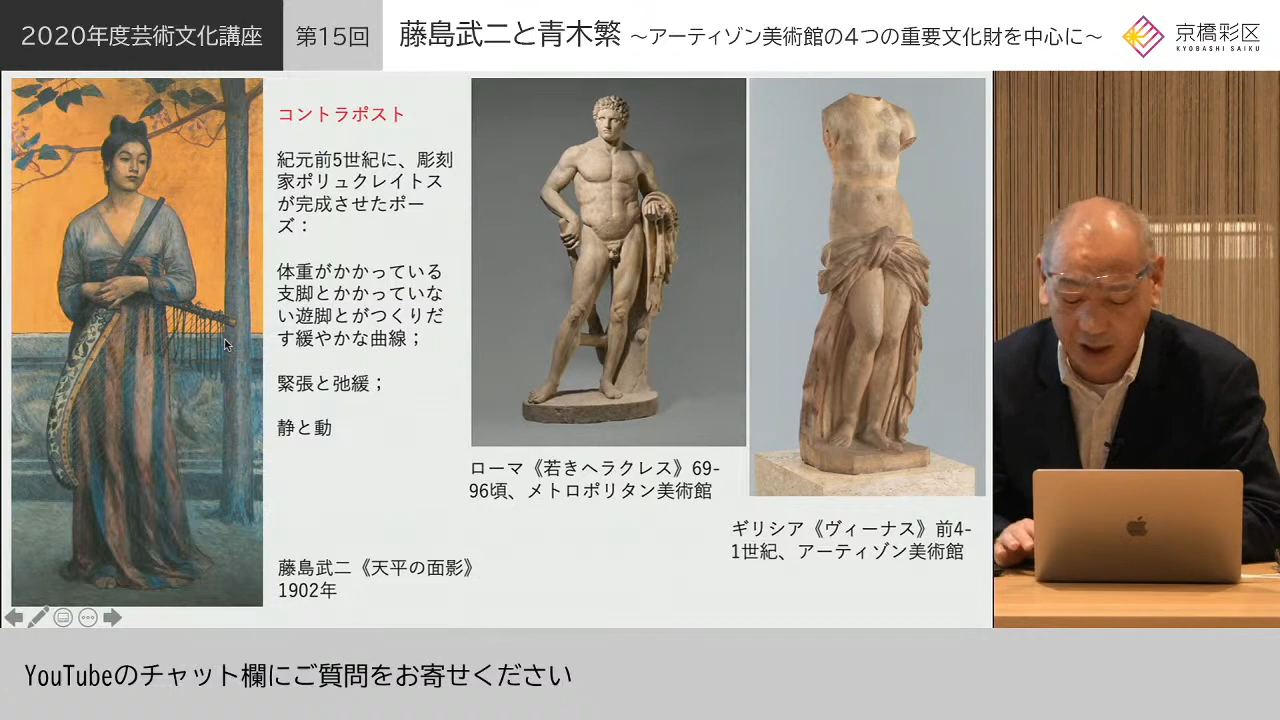 2020年度芸術文化講座
第15回
藤島武二と青木繁 ～アーティゾン美術館の4つの重要文化財を中心に～
京橋彩区
KYOBASHI SAIKU
コントラポスト
紀元前5世紀に、彫刻
家ポリュクレイトス
が完成させたポー
ズ：
体重がかかっている
支脚とかかっていな
い遊脚とがつくりだ
す緩やかな曲線；
緊張と弛緩；
静と動
藤島武二《天平の面影》
1902年
ローマ《若きヘラクレス》69-
96頃、メトロポリタン美術館
ギリシア《ヴィーナス》前4-
1世紀、アーティゾン美術館
YouTubeのチャット欄にご質問をお寄せください